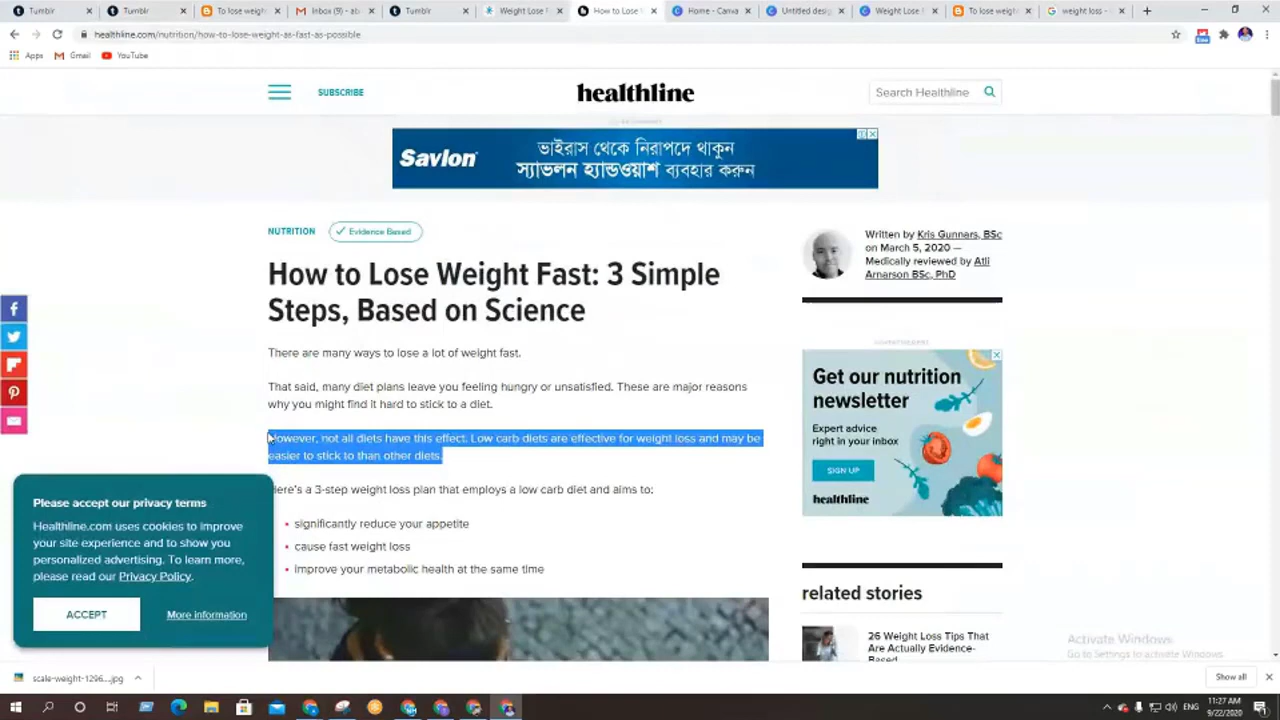 Tumblr
Tumblr
To lose weight
Inbox (9) - ab
Tumblr
Weight Lose T
How to Lose
Home - Canva
Untitled desig
Weight Lose
To lose weigh
weight loss -
healthline.com/nutrition/how-to-lose-weight-as-fast-as-possible
Apps
Gmail
YouTube
SUBSCRIBE
healthline
Search Healthline
Savlon
ভাইরাস থেকে নিরাপদে থাকুন
স্যাভলন হ্যান্ডওয়াশ ব্যবহার করুন
NUTRITION
Evidence Based
How to Lose Weight Fast: 3 Simple
Steps, Based on Science
Written by Kris Gunnars, BSc
on March 5, 2020 —
Medically reviewed by Atli
Arnarson BSc, PhD
There are many ways to lose a lot of weight fast.
That said, many diet plans leave you feeling hungry or unsatisfied. These are major reasons
why you might find it hard to stick to a diet.
However, not all diets have this effect. Low carb diets are effective for weight loss and may be
easier to stick to than other diets.
Here's a 3-step weight loss plan that employs a low carb diet and aims to:
• significantly reduce your appetite
• cause fast weight loss
• improve your metabolic health at the same time
ADVERTISEMENT
Get our nutrition
newsletter
Expert advice
right in your inbox
SIGN UP
healthline
related stories
26 Weight Loss Tips That
Are Actually Evidence-
Based
Please accept our privacy terms
Healthline.com uses cookies to improve
your site experience and to show you
personalized advertising. To learn more,
please read our Privacy Policy.
ACCEPT
More information
Activate Windows
Go to Settings to activate Windows.
scale-weight-1296....jpg
Show all
ENG
11:27 AM
9/22/2020